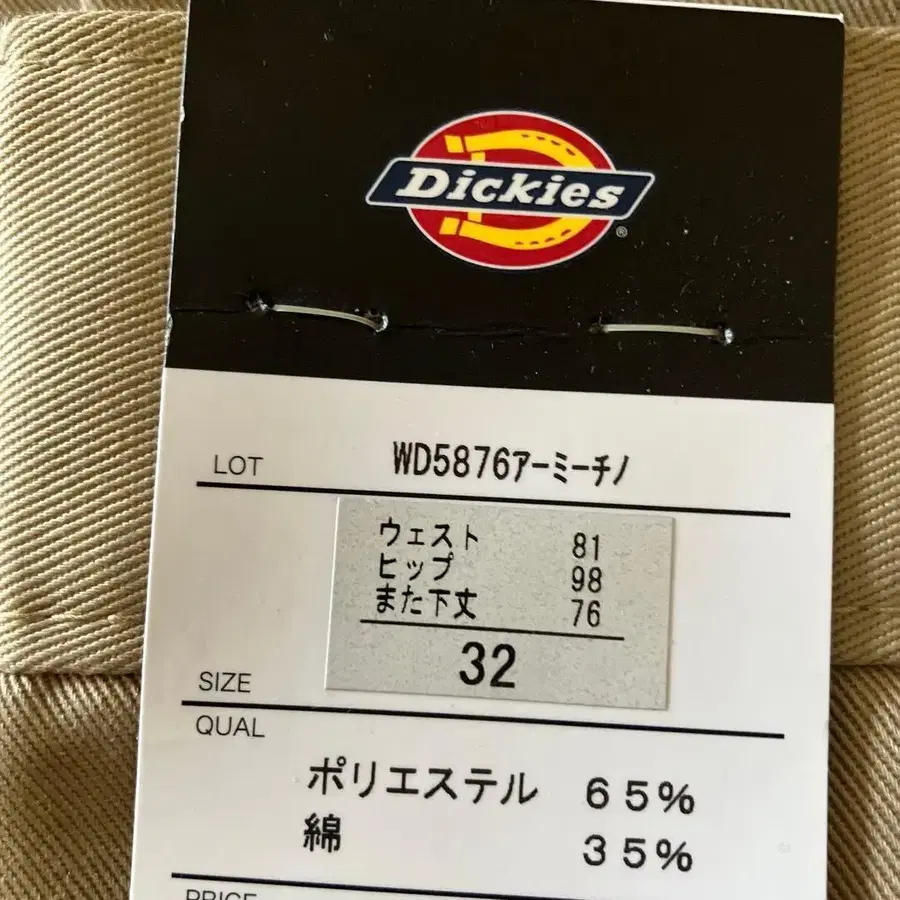 Dickies
®
LOT WD5876アーミーチノ
ウェスト 81
ヒップ 98
また下丈 76
32
SIZE
QUAL
ポリエステル 65%
綿 35%
PRICE